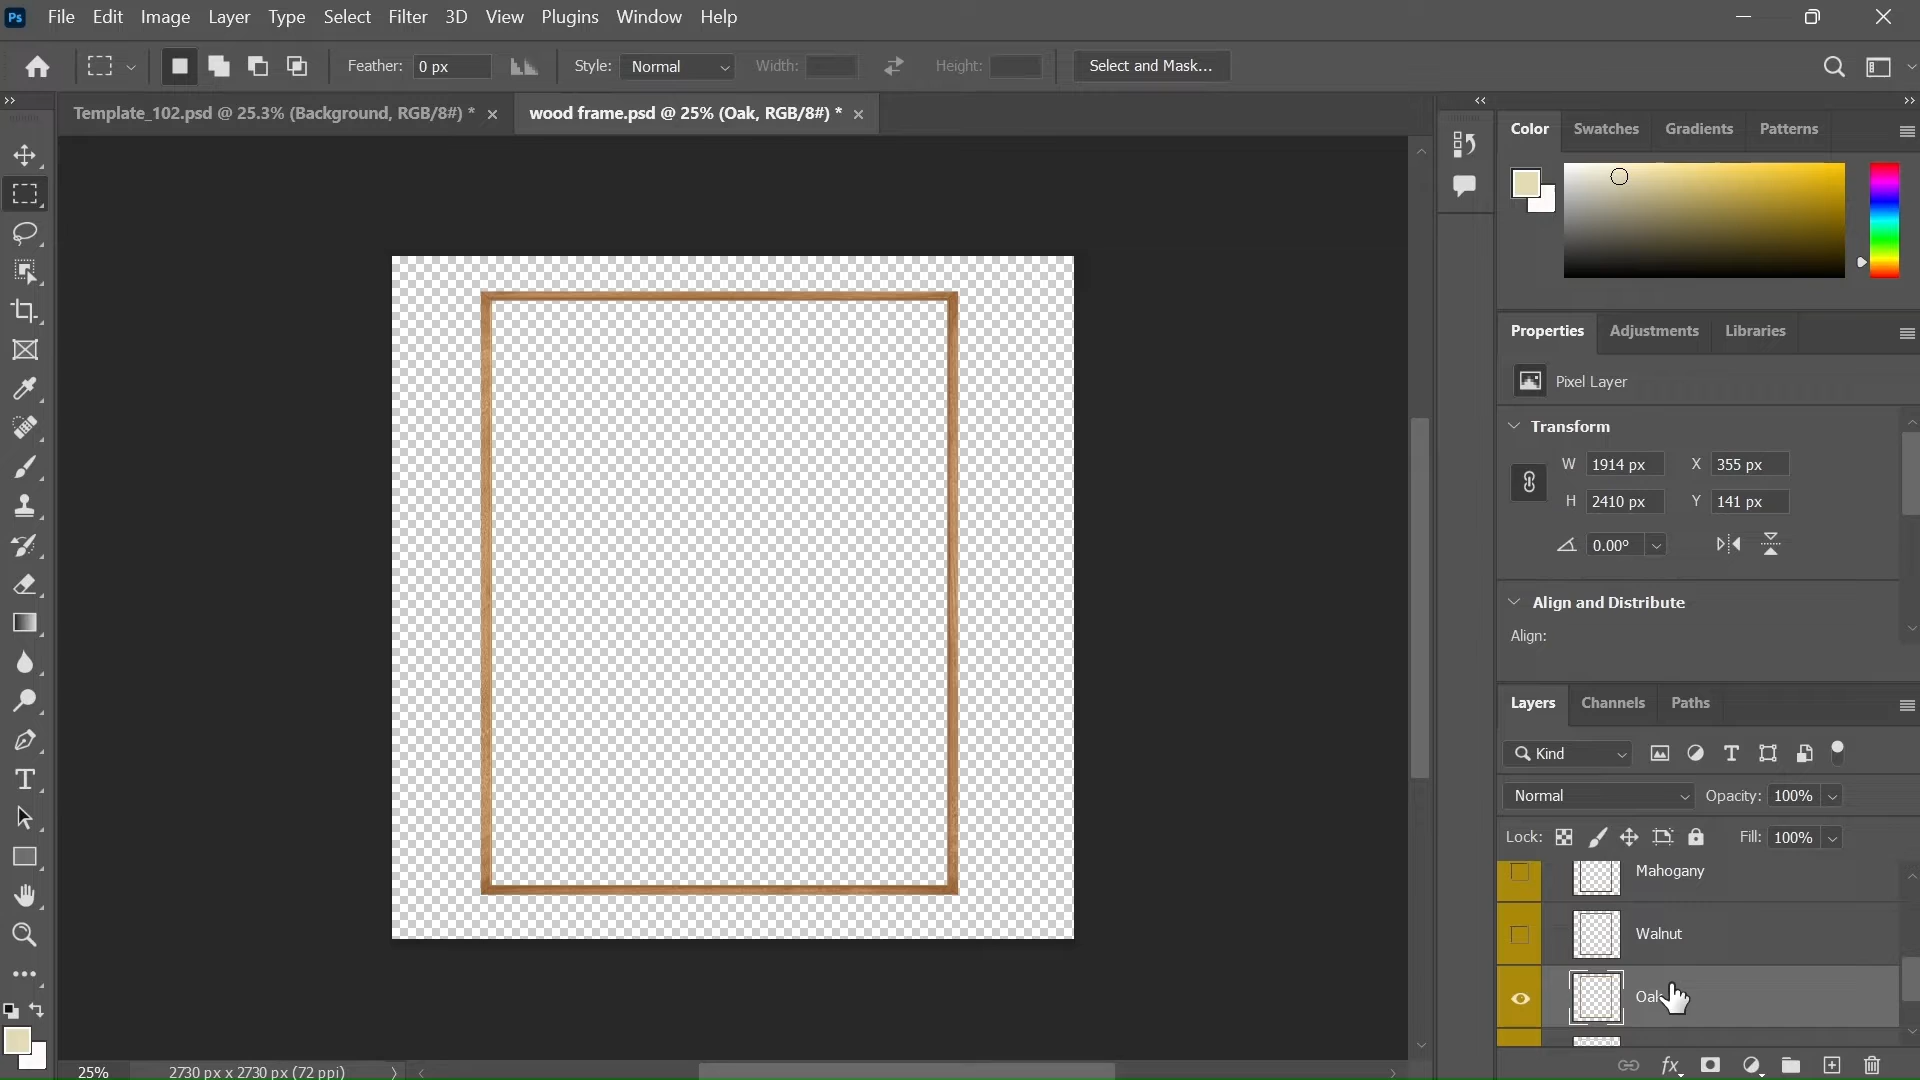 Ps File Edit Image Layer Type Select Filter 3D View Plugins Window Help
Feather: 0 px Style: Normal Width: Height: Select and Mask...
Template_102.psd @ 25.3% (Background, RGB/8#) * wood frame.psd @ 25% (Oak, RGB/8#) *
Color Swatches Gradients Patterns
Properties Adjustments Libraries
Pixel Layer
Transform
W 1914 px X 355 px
H 2410 px Y 141 px
0.00°
Align and Distribute
Align:
Layers Channels Paths
Kind
Normal Opacity: 100%
Lock: Fill: 100%
Mahogany
Walnut
Oak
fx
25% 2730 px x 2730 px (72 ppi)